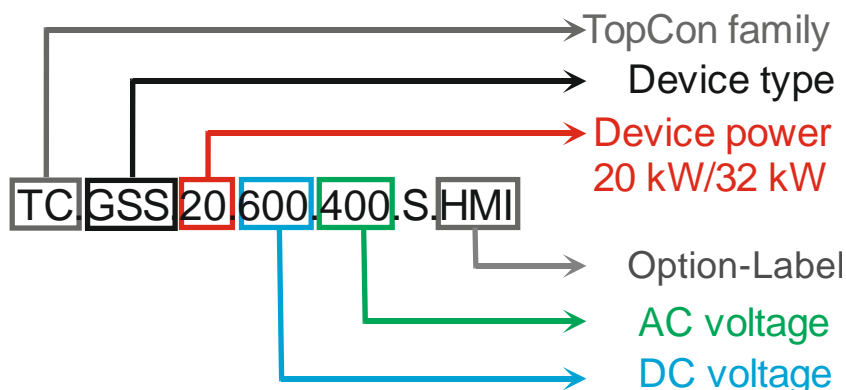 TopCon family
Device type
Device power
20 kW/32 kW
TC.GSS.20.600.400.S.HMI
Option-Label
AC voltage
DC voltage